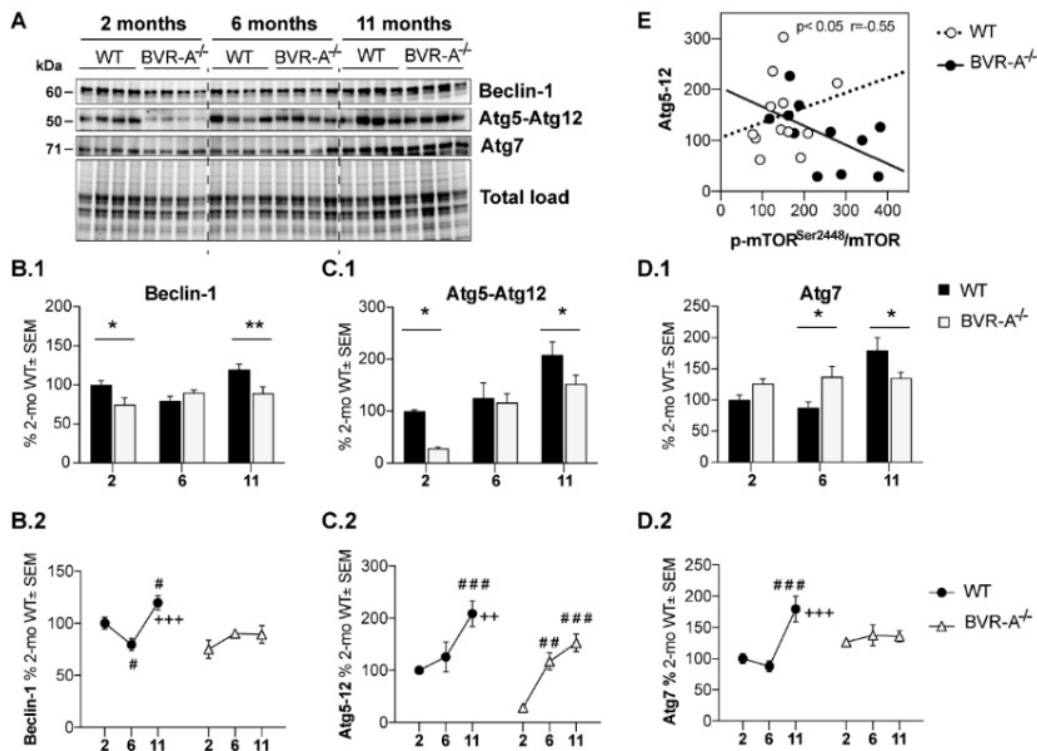 A
2 months 6 months 11 months
WT BVR-A-/- WT BVR-A-/- WT BVR-A-/-
kDa
60 Beclin-1
50 Atg5-Atg12
71 Atg7
Total load
E
p< 0.05 r=-0.55
WT
BVR-A-/-
Atg5-12
300
200
100
0
0 100 200 300 400
p-mTORSer2448/mTOR
B.1
Beclin-1
% 2-mo WT± SEM
200
150
100
50
0
* **
2 6 11
C.1
Atg5-Atg12
% 2-mo WT± SEM
300
200
100
0
* *
2 6 11
D.1
Atg7
% 2-mo WT± SEM
250
200
150
100
50
0
* *
2 6 11
WT
BVR-A-/-
B.2
Beclin-1 % 2-mo WT± SEM
150
100
50
0
#
+++
#
2 6 11 2 6 11
C.2
Atg5-12 % 2-mo WT± SEM
300
200
100
0
###
++
##
###
2 6 11 2 6 11
D.2
Atg7 % 2-mo WT± SEM
250
200
150
100
50
0
###
+++
2 6 11 2 6 11
WT
BVR-A-/-